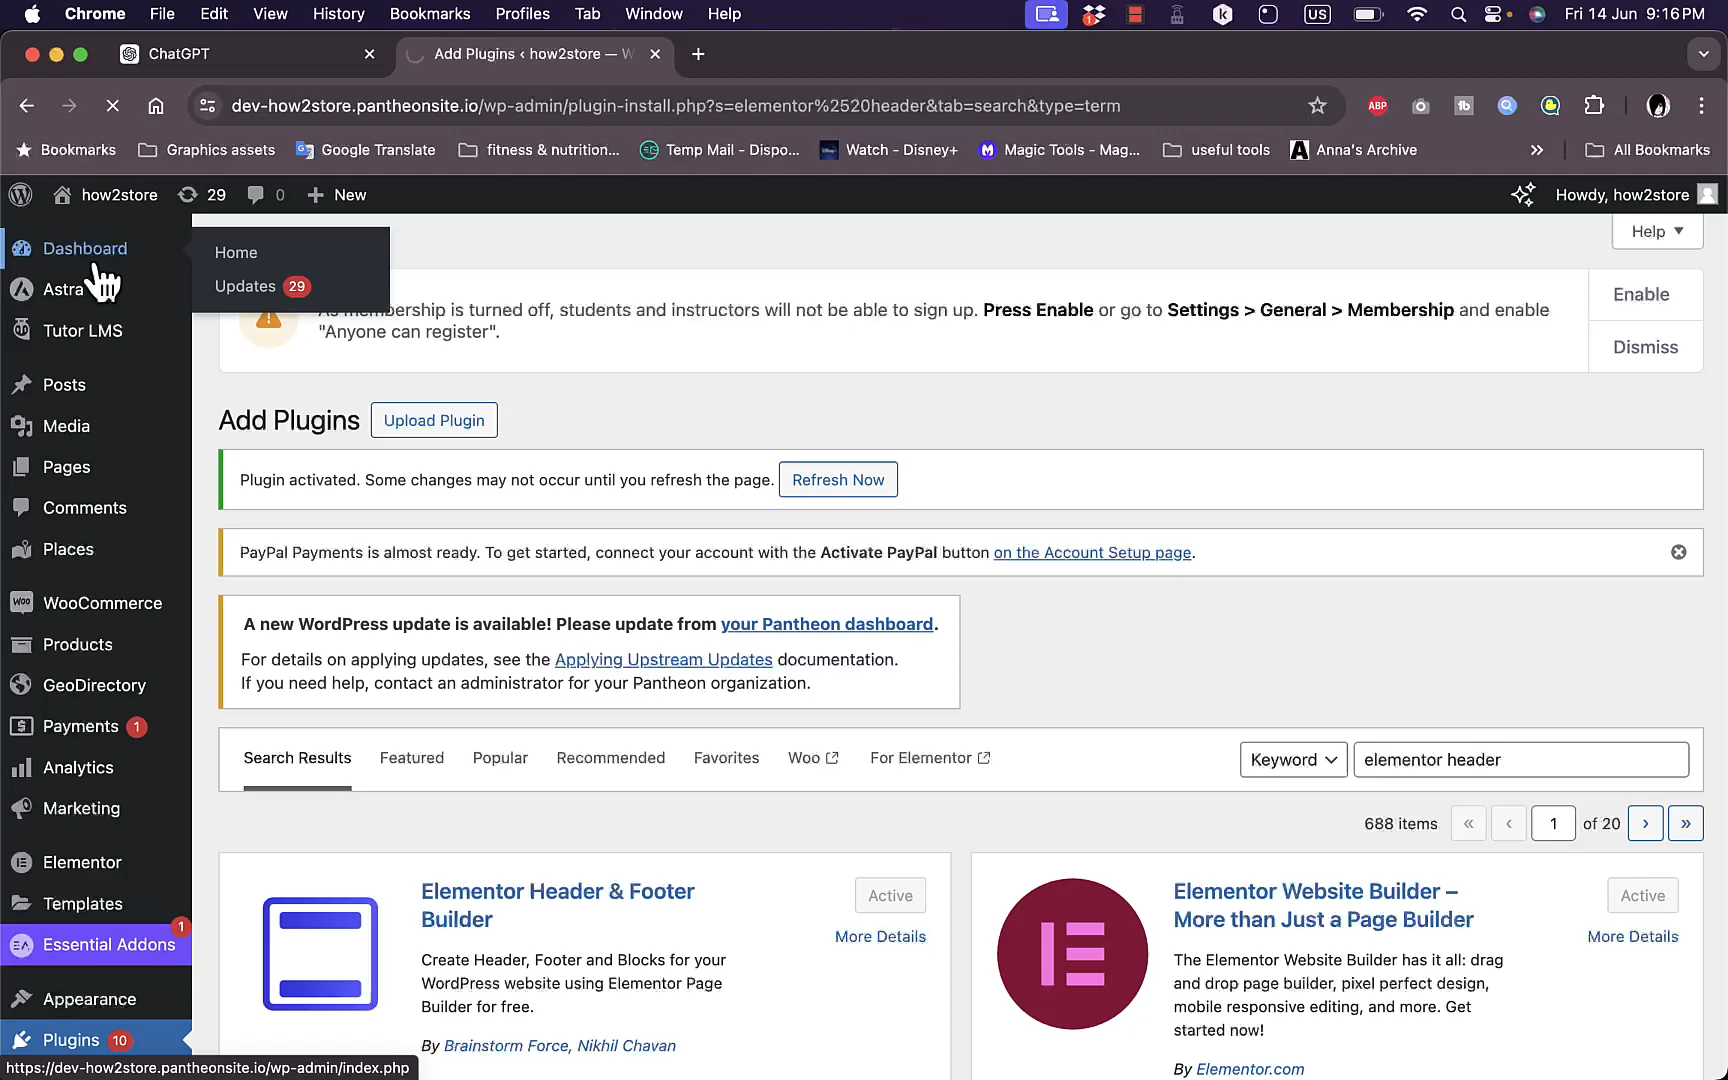 Chrome File Edit View History Bookmarks Profiles Tab Window Help US Fri 14 Jun 9:16 PM
ChatGPT Add Plugins ‹ how2store — W
dev-how2store.pantheonsite.io/wp-admin/plugin-install.php?s=elementor%2520header&tab=search&type=term ABP tb
Bookmarks Graphics assets Google Translate fitness & nutrition... Temp Mail - Dispo... Watch - Disney+ Magic Tools - Mag... useful tools Anna's Archive » All Bookmarks
how2store 29 0 + New Howdy, how2store
Dashboard
Astra
Tutor LMS
Posts
Media
Pages
Comments
Places
WooCommerce
Products
GeoDirectory
Payments 1
Analytics
Marketing
Elementor
Templates
Essential Addons 1
Appearance
Plugins 10
Home
Updates 29
Help ▼
As membership is turned off, students and instructors will not be able to sign up. Press Enable or go to Settings > General > Membership and enable
"Anyone can register".
Enable
Dismiss
Add Plugins Upload Plugin
Plugin activated. Some changes may not occur until you refresh the page. Refresh Now
PayPal Payments is almost ready. To get started, connect your account with the Activate PayPal button on the Account Setup page.
A new WordPress update is available! Please update from your Pantheon dashboard.
For details on applying updates, see the Applying Upstream Updates documentation.
If you need help, contact an administrator for your Pantheon organization.
Search Results Featured Popular Recommended Favorites Woo For Elementor Keyword elementor header
688 items « ‹ 1 of 20 › »
Elementor Header & Footer
Builder
Active
More Details
Create Header, Footer and Blocks for your
WordPress website using Elementor Page
Builder for free.
By Brainstorm Force, Nikhil Chavan
Elementor Website Builder –
More than Just a Page Builder
Active
More Details
The Elementor Website Builder has it all: drag
and drop page builder, pixel perfect design,
mobile responsive editing, and more. Get
started now!
By Elementor.com
https://dev-how2store.pantheonsite.io/wp-admin/index.php